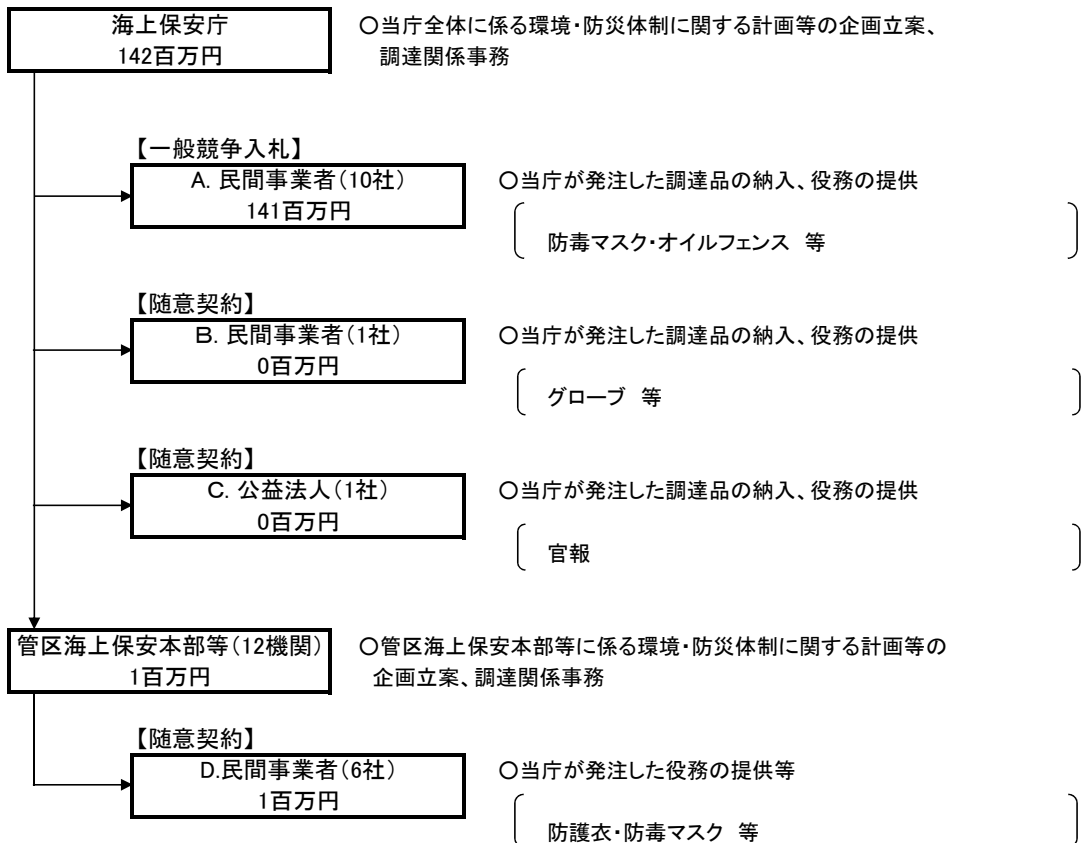 海上保安庁
142百万円
○当庁全体に係る環境・防災体制に関する計画等の企画立案、
調達関係事務
【一般競争入札】
A. 民間事業者(10社)
141百万円
○当庁が発注した調達品の納入、役務の提供
防毒マスク・オイルフェンス 等
【随意契約】
B. 民間事業者(1社)
0百万円
○当庁が発注した調達品の納入、役務の提供
グローブ 等
【随意契約】
C. 公益法人(1社)
0百万円
○当庁が発注した調達品の納入、役務の提供
官報
管区海上保安本部等(12機関)
1百万円
○管区海上保安本部等に係る環境・防災体制に関する計画等の
企画立案、調達関係事務
【随意契約】
D.民間事業者(6社)
1百万円
○当庁が発注した役務の提供等
防護衣・防毒マスク 等